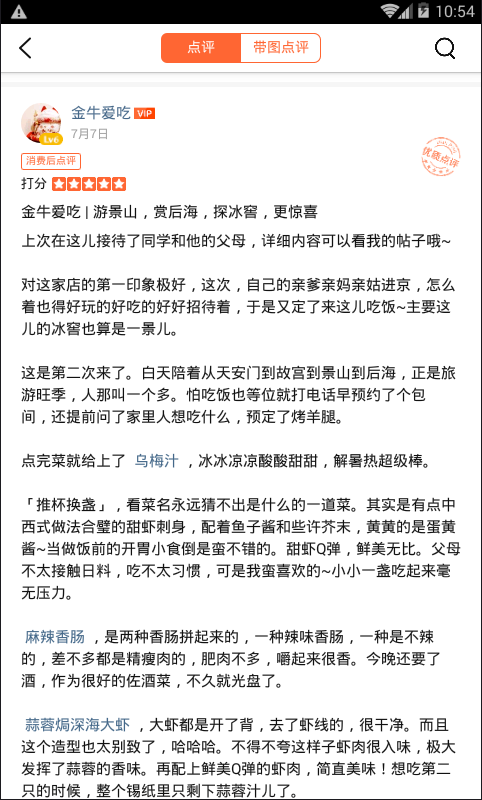 10:54
点评 带图点评
金牛爱吃 VIP
7月7日
Lv6
消费后点评
优质点评
打分
金牛爱吃 | 游景山，赏后海，探冰窖，更惊喜
上次在这儿接待了同学和他的父母，详细内容可以看我的帖子哦~
对这家店的第一印象极好，这次，自己的亲爹亲妈亲姑进京，怎么
着也得好玩的好吃的好好招待着，于是又定了来这儿吃饭~主要这
儿的冰窖也算是一景儿。
这是第二次来了。白天陪着从天安门到故宫到景山到后海，正是旅
游旺季，人那叫一个多。怕吃饭也等位就打电话早预约了个包
间，还提前问了家里人想吃什么，预定了烤羊腿。
点完菜就给上了 乌梅汁 ，冰冰凉凉酸酸甜甜，解暑热超级棒。
「推杯换盏」，看菜名永远猜不出是什么的一道菜。其实是有点中
西式做法合璧的甜虾刺身，配着鱼子酱和些许芥末，黄黄的是蛋黄
酱~当做饭前的开胃小食倒是蛮不错的。甜虾Q弹，鲜美无比。父母
不太接触日料，吃不太习惯，可是我蛮喜欢的~小小一盏吃起来毫
无压力。
麻辣香肠 ，是两种香肠拼起来的，一种辣味香肠，一种是不辣
的，差不多都是精瘦肉的，肥肉不多，嚼起来很香。今晚还要了
酒，作为很好的佐酒菜，不久就光盘了。
蒜蓉焗深海大虾 ，大虾都是开了背，去了虾线的，很干净。而且
这个造型也太别致了，哈哈哈。不得不夸这样子虾肉很入味，极大
发挥了蒜蓉的香味。再配上鲜美Q弹的虾肉，简直美味！想吃第二
只的时候，整个锡纸里只剩下蒜蓉汁儿了。